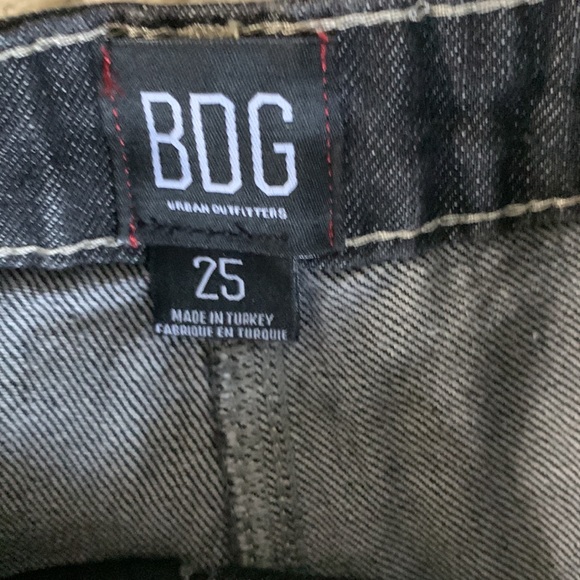 BDG
URBAN OUTFITTERS
25
MADE IN TURKEY
FABRIQUE EN TURQUIE